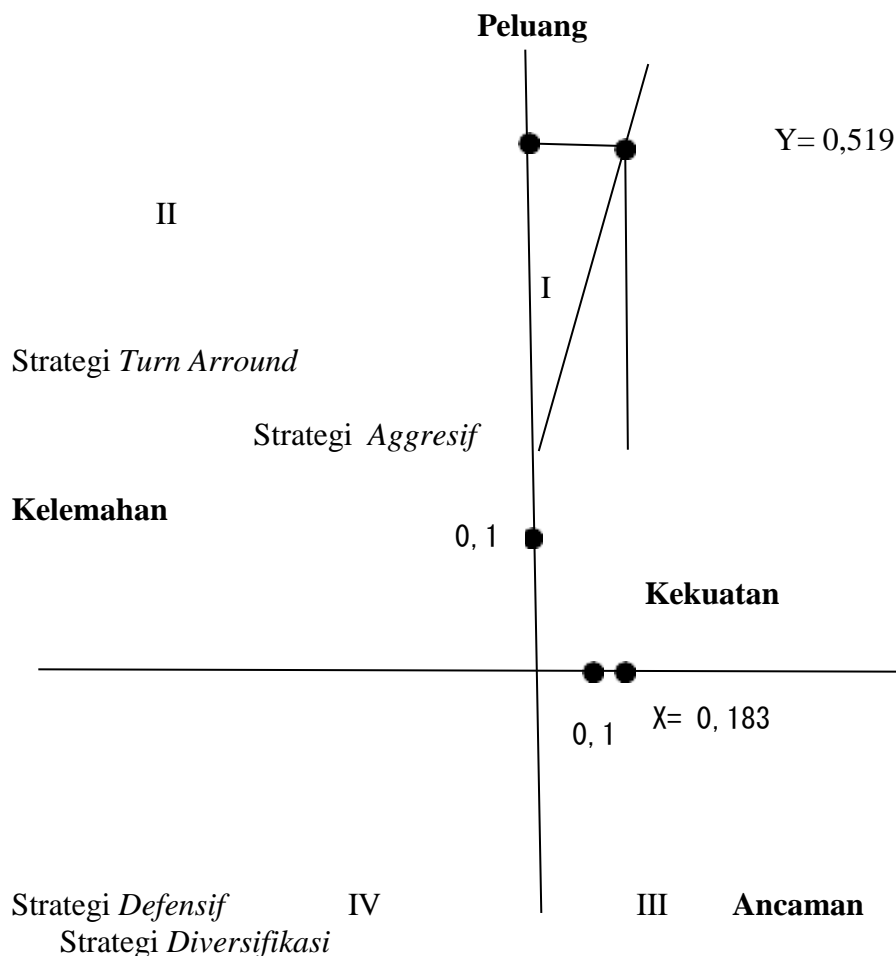 Peluang
Y= 0,519
II
I
Strategi Turn Arround
Strategi Aggresif
Kelemahan
0,1
Kekuatan
0,1
X= 0,183
Strategi Defensif IV III Ancaman
Strategi Diversifikasi